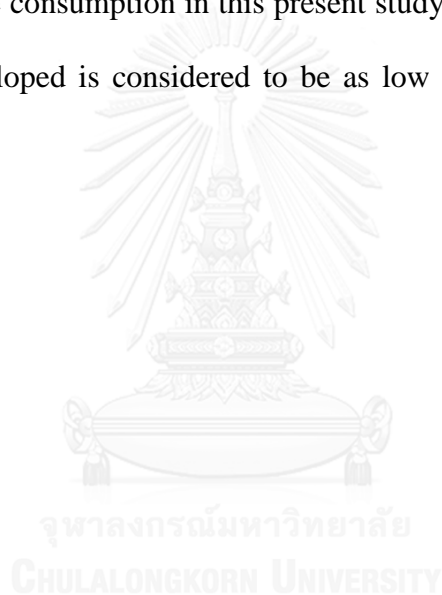 consumption in this present study
loped is considered to be as low
จุฬาลงกรณ์มหาวิทยาลัย
CHULALONGKORN UNIVERSITY